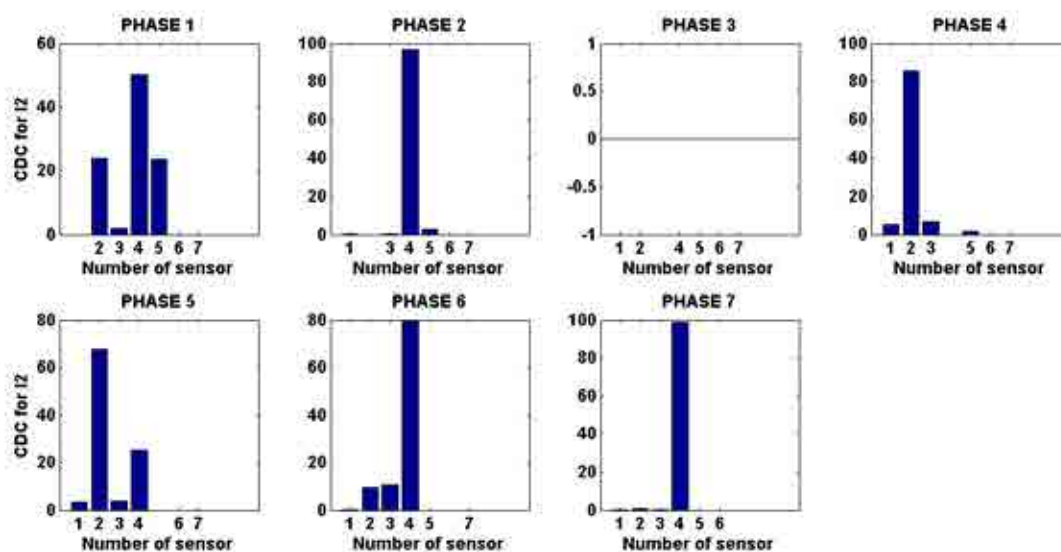 PHASE 1
PHASE 2
PHASE 3
PHASE 4
60
40
20
0
CDC for I2
2 3 4 5 6 7
Number of sensor
100
80
60
40
20
0
1 3 4 5 6 7
Number of sensor
1
0.5
0
-0.5
-1
1 2 4 5 6 7
Number of sensor
100
80
60
40
20
0
1 2 3 5 6 7
Number of sensor
PHASE 5
PHASE 6
PHASE 7
80
60
40
20
0
CDC for I2
1 2 3 4 6 7
Number of sensor
80
60
40
20
0
1 2 3 4 5 7
Number of sensor
100
80
60
40
20
0
1 2 3 4 5 6
Number of sensor